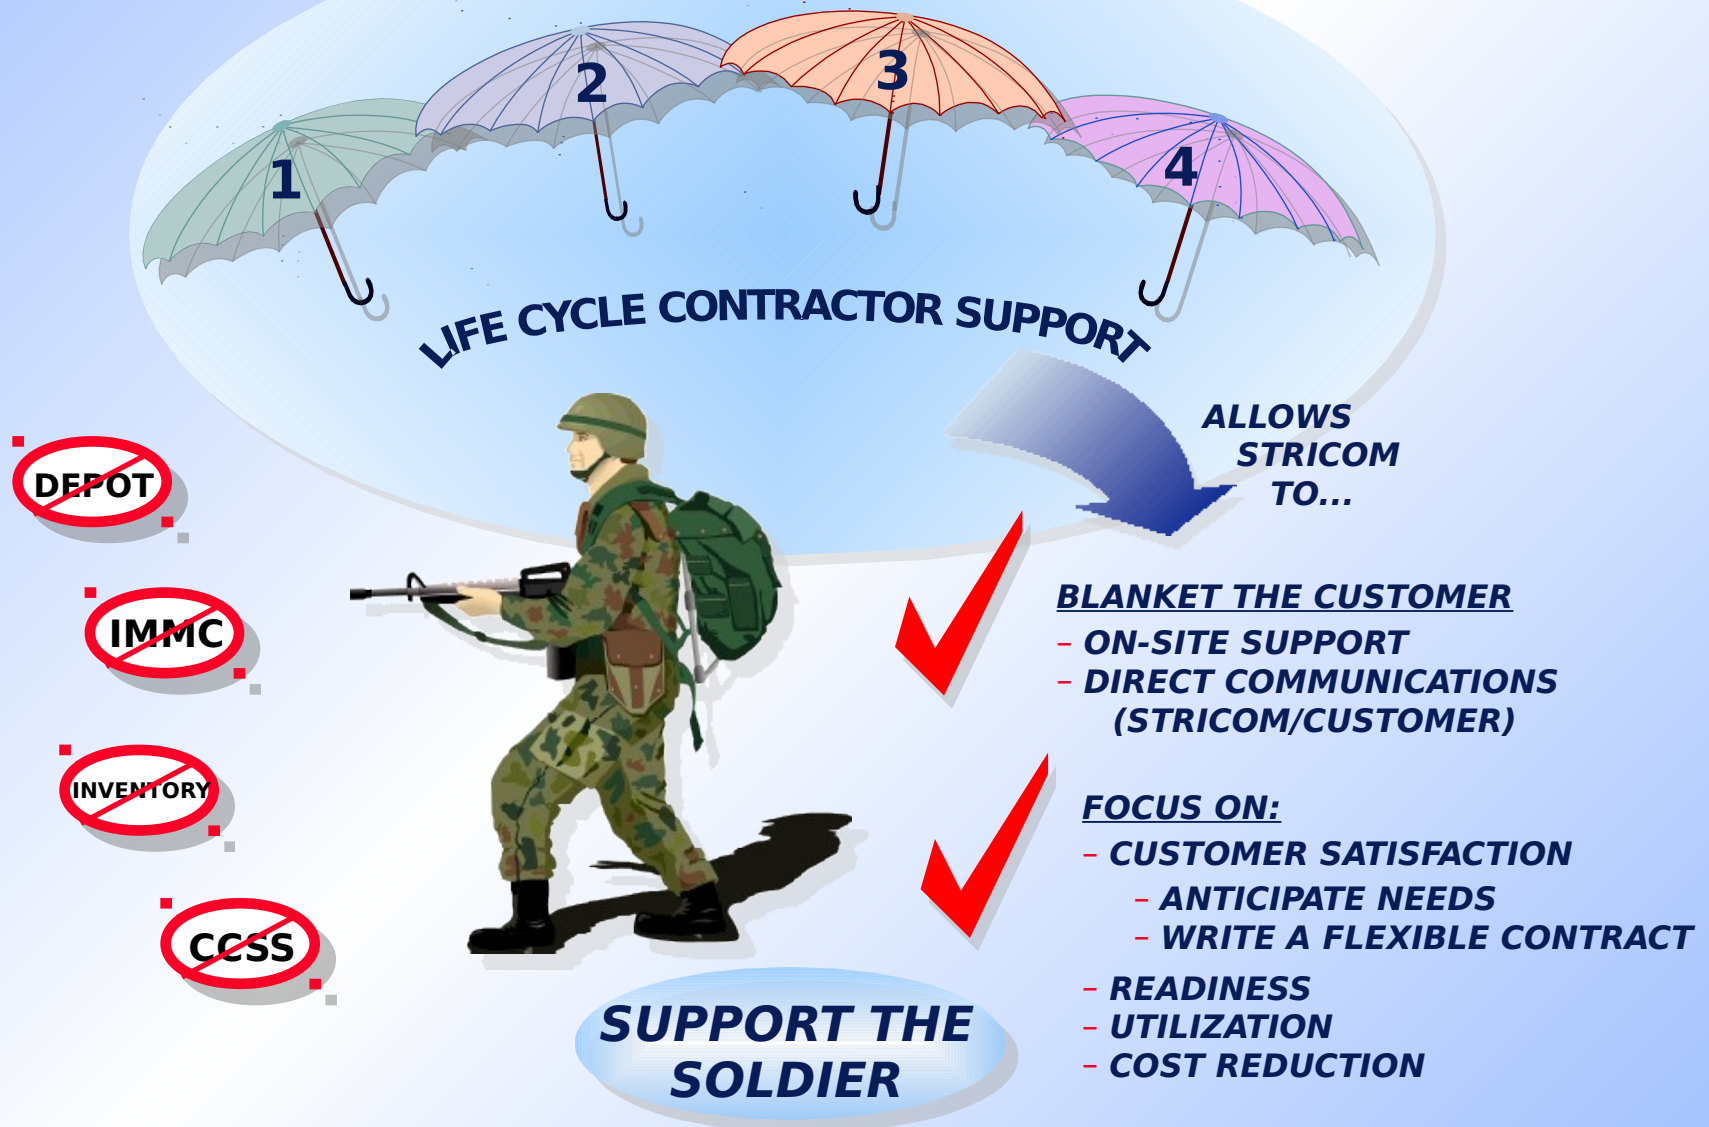 1
2
3
4
LIFE CYCLE CONTRACTOR SUPPORT
ALLOWS
STRICOM
TO...
DEPOT
IMMC
INVENTORY
CCSS
BLANKET THE CUSTOMER
– ON-SITE SUPPORT
– DIRECT COMMUNICATIONS
(STRICOM/CUSTOMER)
FOCUS ON:
– CUSTOMER SATISFACTION
– ANTICIPATE NEEDS
– WRITE A FLEXIBLE CONTRACT
– READINESS
– UTILIZATION
– COST REDUCTION
SUPPORT THE
SOLDIER